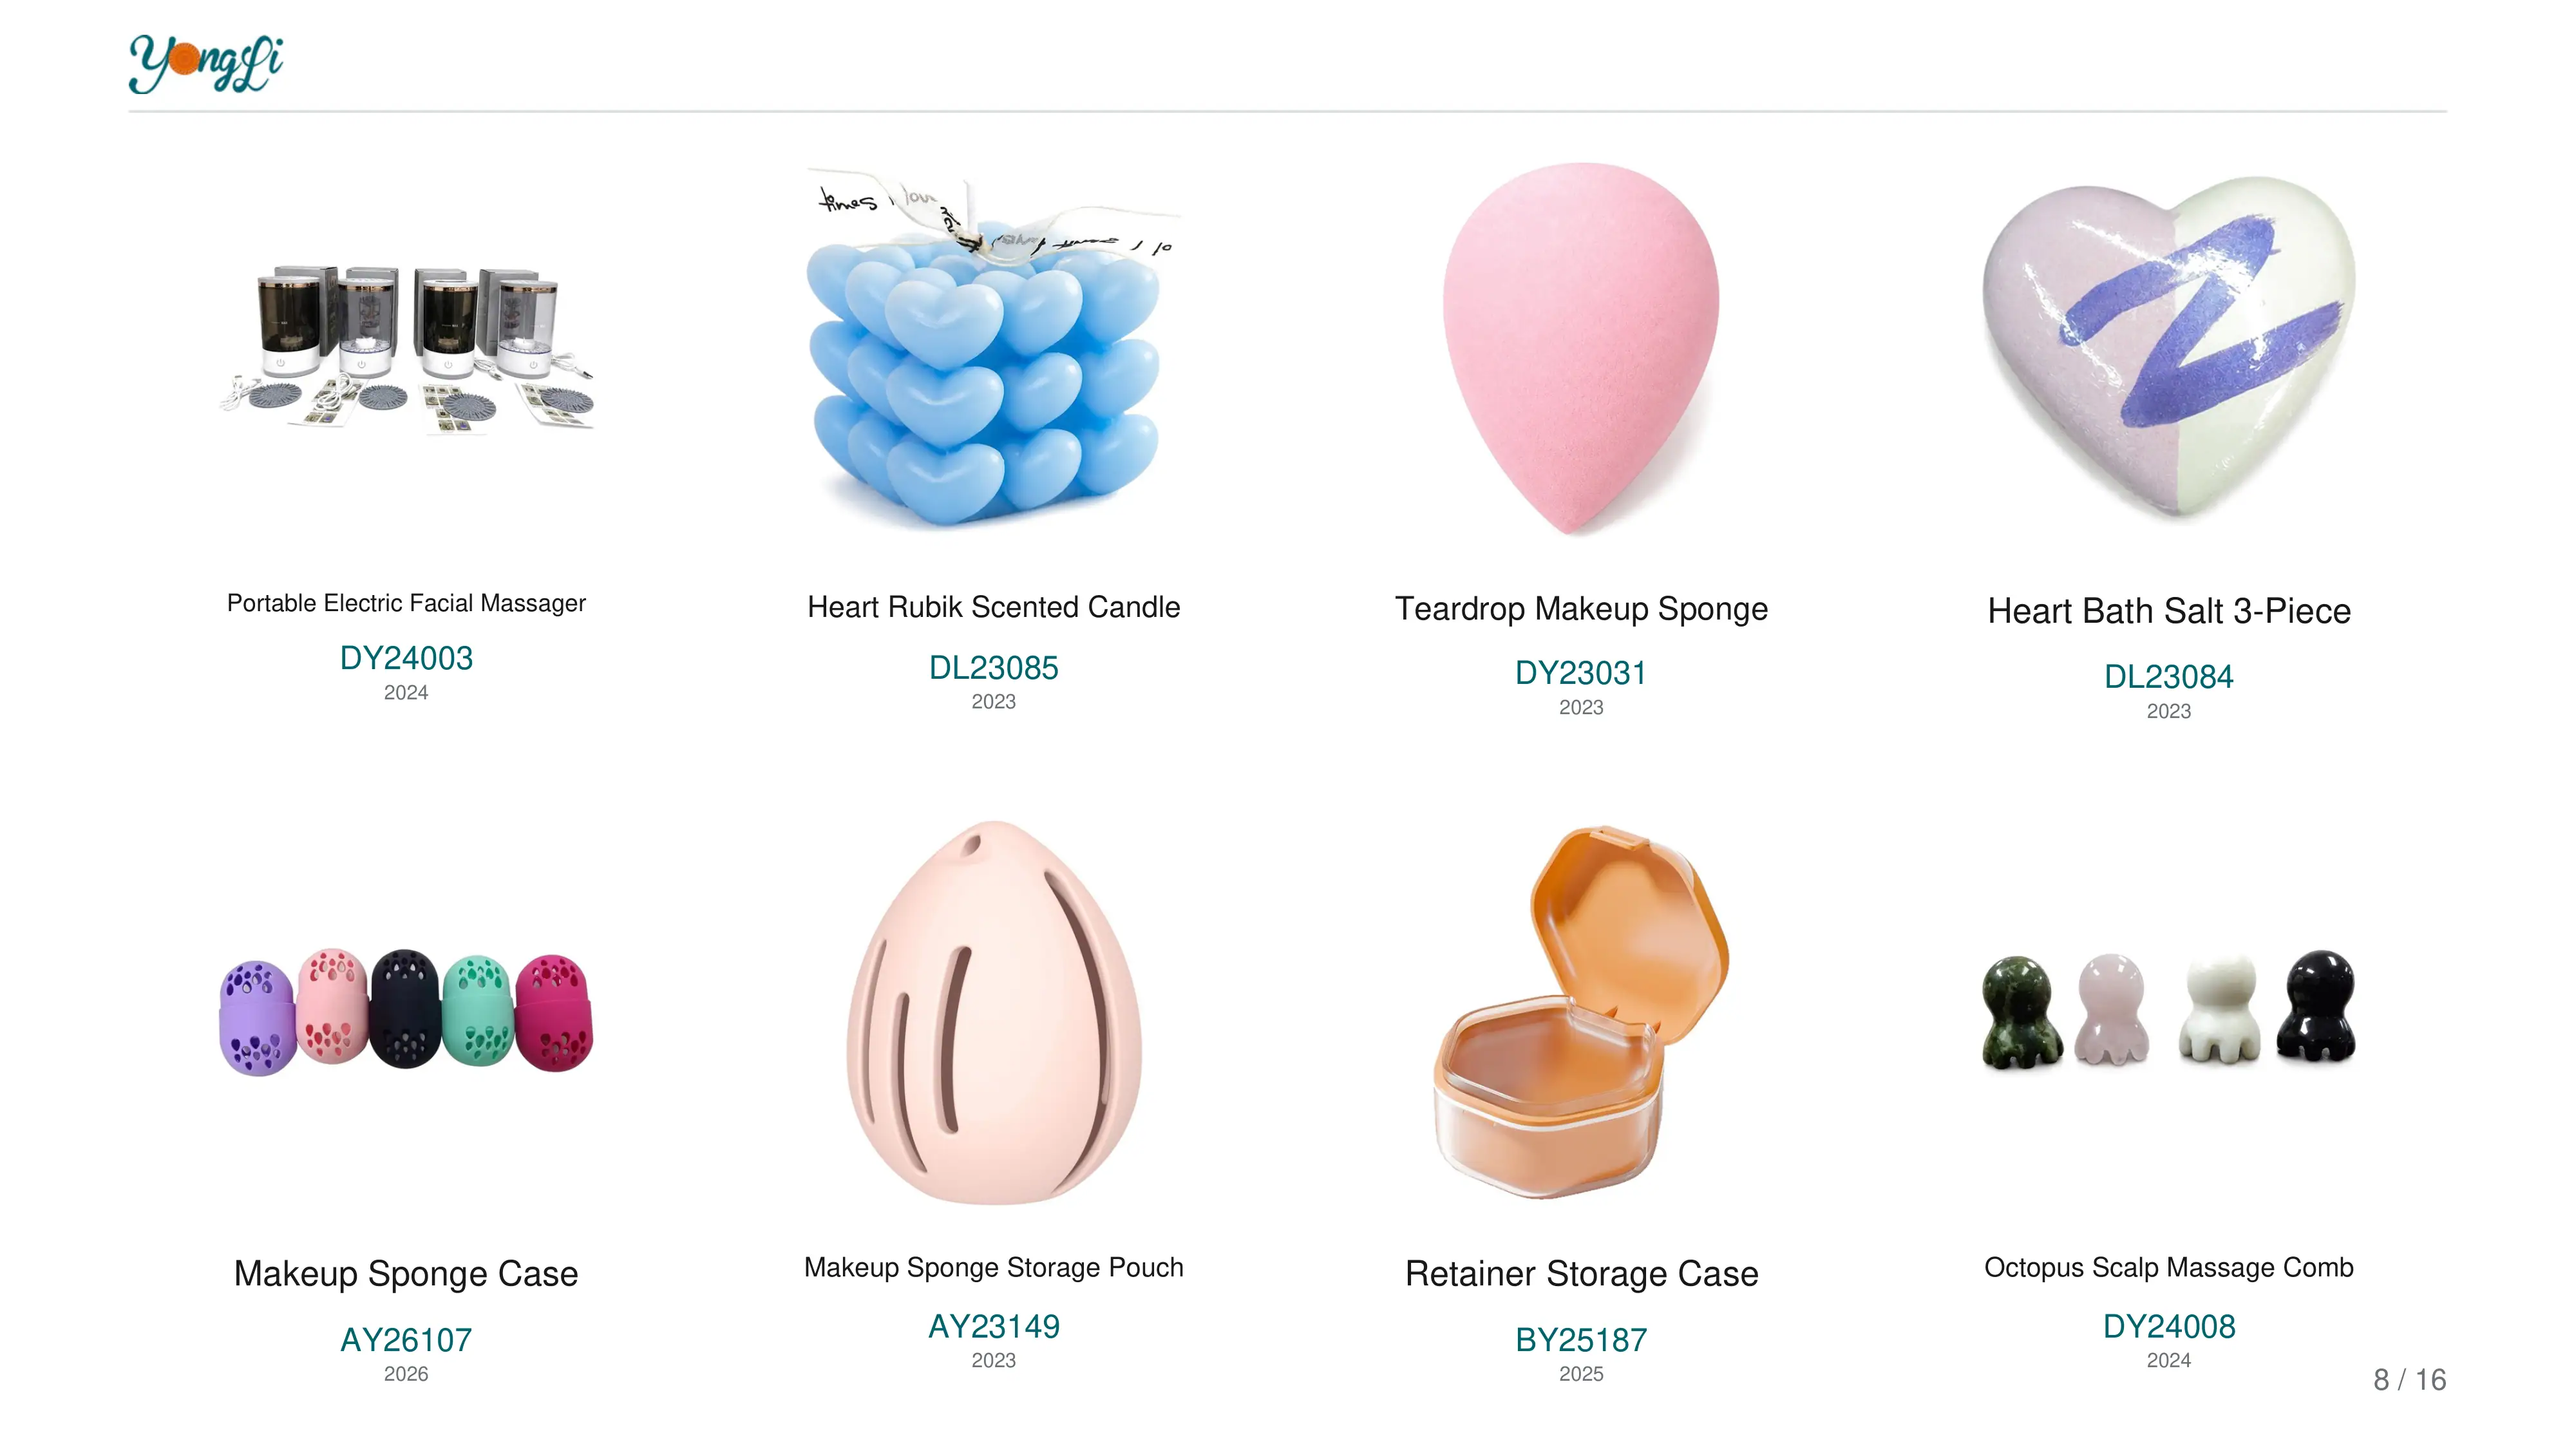 YongLi
times love
Portable Electric Facial Massager
DY24003
2024
Heart Rubik Scented Candle
DL23085
2023
Teardrop Makeup Sponge
DY23031
2023
Heart Bath Salt 3-Piece
DL23084
2023
Makeup Sponge Case
AY26107
2026
Makeup Sponge Storage Pouch
AY23149
2023
Retainer Storage Case
BY25187
2025
Octopus Scalp Massage Comb
DY24008
2024
8 / 16